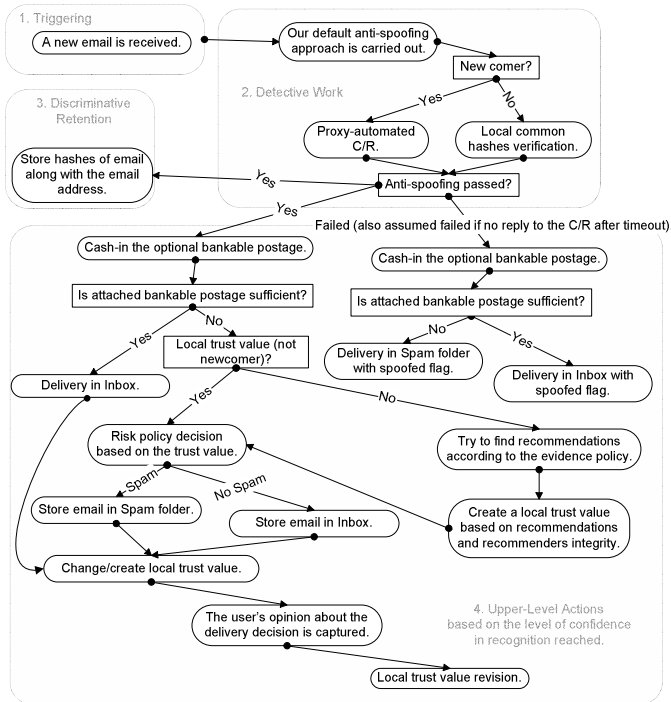 1. Triggering
A new email is received.
Our default anti-spoofing
approach is carried out.
New comer?
2. Detective Work
Yes
No
3. Discriminative
Retention
Proxy-automated
C/R.
Local common
hashes verification.
Store hashes of email
along with the email
address.
Yes
Anti-spoofing passed?
Yes
Failed (also assumed failed if no reply to the C/R after timeout)
Cash-in the optional bankable postage.
Cash-in the optional bankable postage.
Is attached bankable postage sufficient?
Is attached bankable postage sufficient?
Yes
No
No
Yes
Local trust value (not
newcomer)?
Delivery in Spam folder
with spoofed flag.
Delivery in Inbox.
Delivery in Inbox with
spoofed flag.
Yes
No
Risk policy decision
based on the trust value.
Try to find recommendations
according to the evidence policy.
Spam
No Spam
Store email in Spam folder.
Store email in Inbox.
Create a local trust value
based on recommendations
and recommenders integrity.
Change/create local trust value.
The user's opinion about the
delivery decision is captured.
4. Upper-Level Actions
based on the level of confidence
in recognition reached.
Local trust value revision.